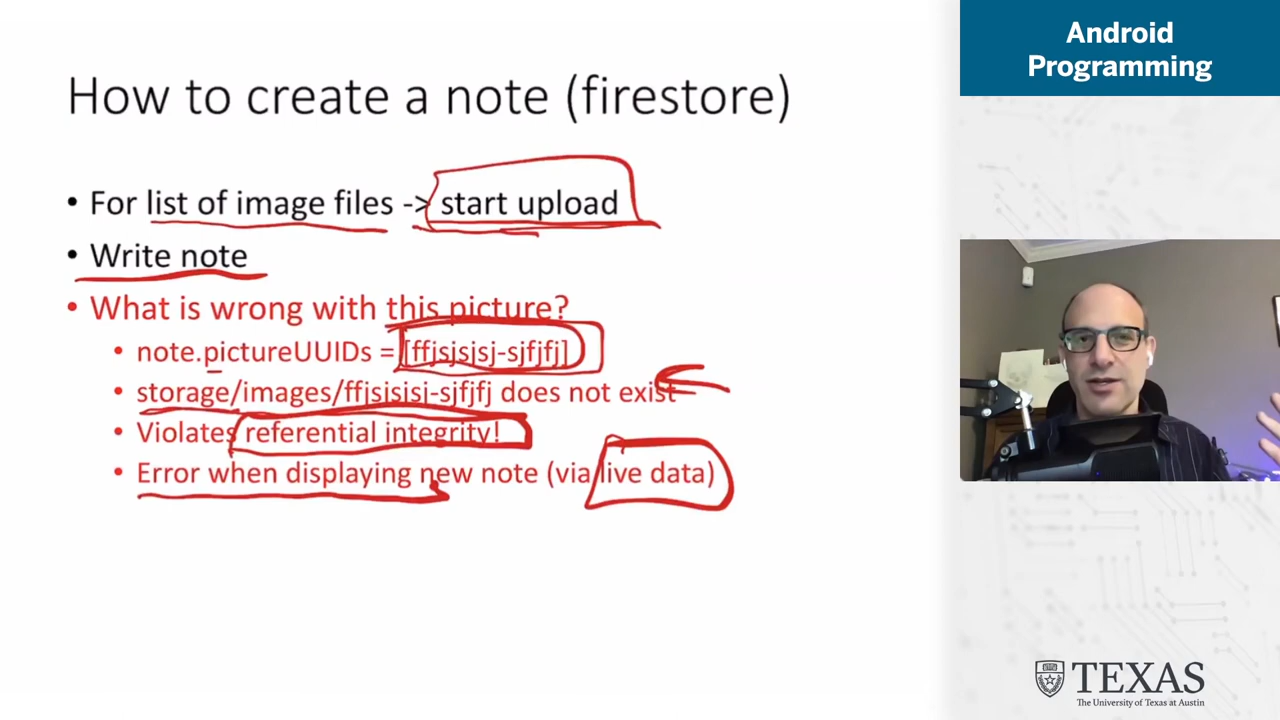 How to create a note (firestore)
• For list of image files -> start upload
• Write note
• What is wrong with this picture?
• note.pictureUUIDs = [ffjsjsjsj-sjfjfj]
• storage/images/ffjsisisj-sjfjfj does not exist
• Violates referential integrity!
• Error when displaying new note (via live data)
Android
Programming
TEXAS
The University of Texas at Austin